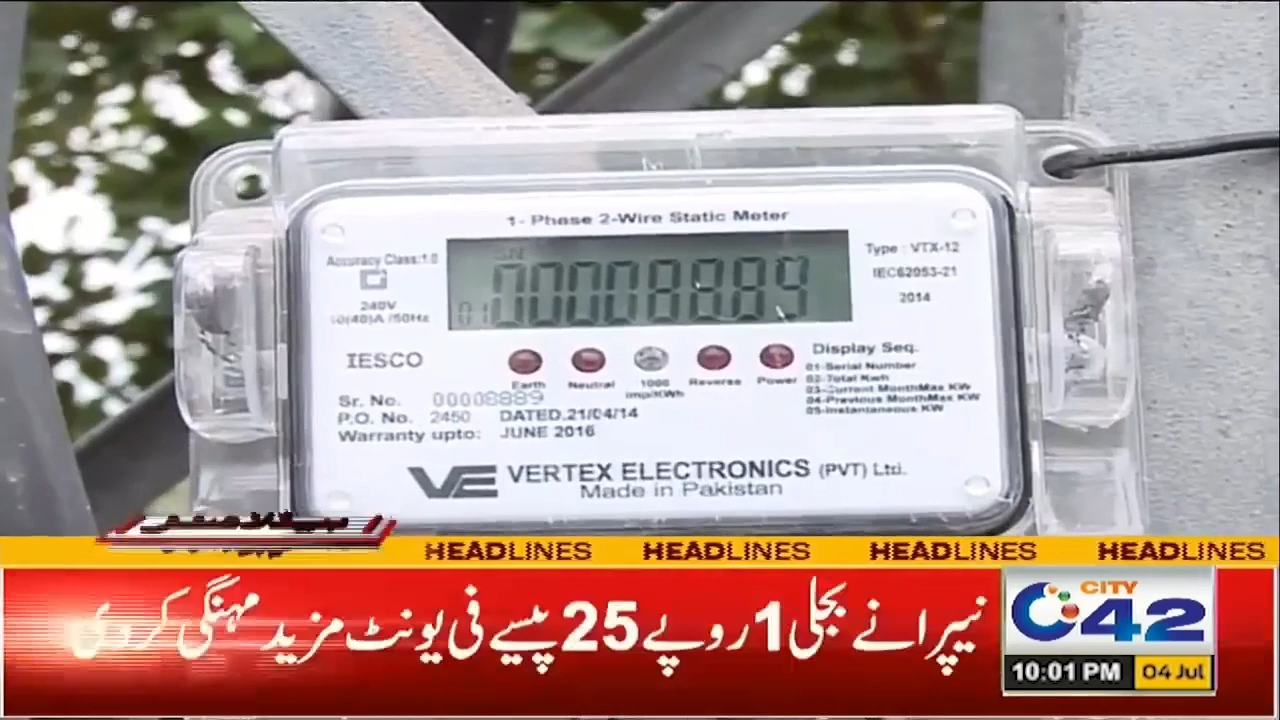 1- Phase 2-Wire Static Meter
Accuracy Class:1.0
240V
10(40)A /50Hz
01 00008889
Type : VTX-12
IEC62053-21
2014
IESCO
Earth Neutral 1000 imp/KWh Reverse Power
Display Seq.
01-Serial Number
02-Total Kwh
03-Current MonthMax KW
04-Previous MonthMax KW
05-Instantaneous KW
Sr. No. 00008889
P.O. No. 2450 DATED.21/04/14
Warranty upto: JUNE 2016
VE VERTEX ELECTRONICS (PVT) Ltd.
Made in Pakistan
HEADLINES HEADLINES HEADLINES HEADLINES
نیپرا نے بجلی 1 روپے 25 پیسے فی یونٹ مزید مہنگی کر دی
CITY
42
10:01 PM 04 Jul